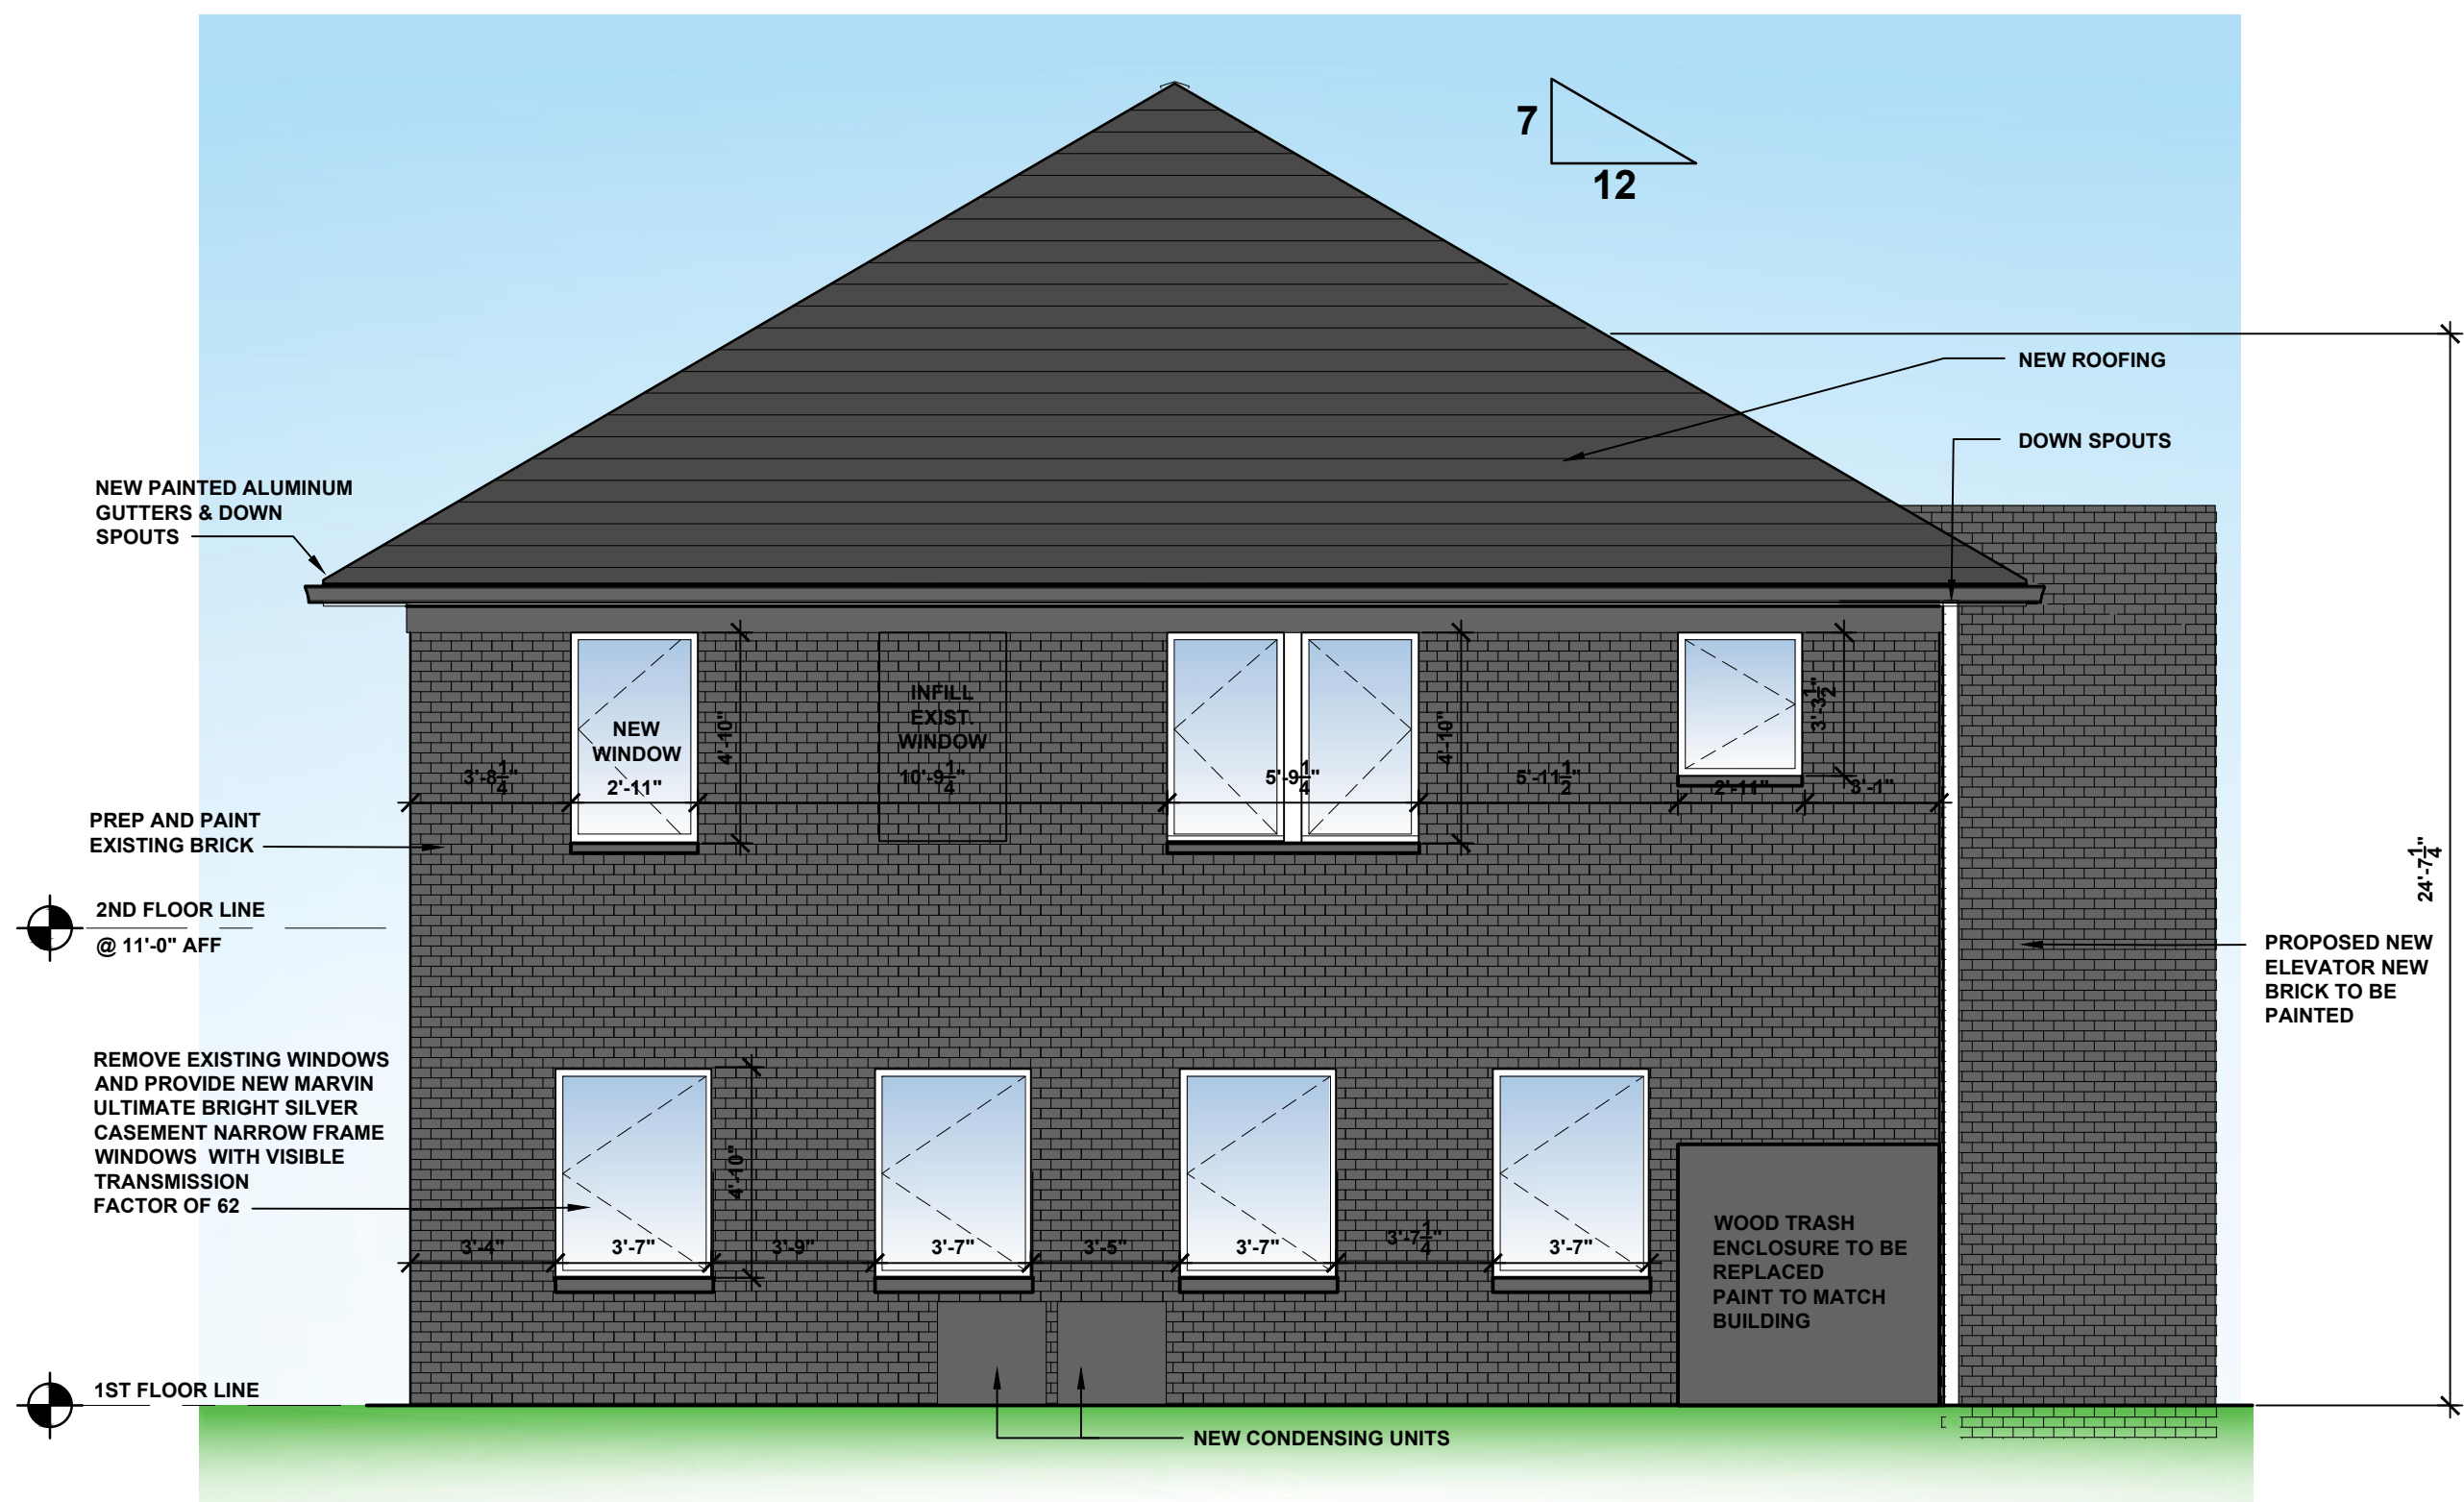 7
12
NEW ROOFING
DOWN SPOUTS
NEW PAINTED ALUMINUM
GUTTERS & DOWN
SPOUTS
INFILL
EXIST.
WINDOW
NEW
WINDOW
4'-10"
4'-10"
3'-3 1/2"
3'-8 1/4"
2'-11"
10'-9 1/4"
5'-9 1/4"
5'-11 1/2"
2'-11"
3'-1"
PREP AND PAINT
EXISTING BRICK
24'-7 1/4"
2ND FLOOR LINE
@ 11'-0" AFF
PROPOSED NEW
ELEVATOR NEW
BRICK TO BE
PAINTED
REMOVE EXISTING WINDOWS
AND PROVIDE NEW MARVIN
ULTIMATE BRIGHT SILVER
CASEMENT NARROW FRAME
WINDOWS WITH VISIBLE
TRANSMISSION
FACTOR OF 62
4'-10"
3'-4"
3'-7"
3'-9"
3'-7"
3'-5"
3'-7"
3'-7 1/4"
3'-7"
WOOD TRASH
ENCLOSURE TO BE
REPLACED
PAINT TO MATCH
BUILDING
1ST FLOOR LINE
NEW CONDENSING UNITS